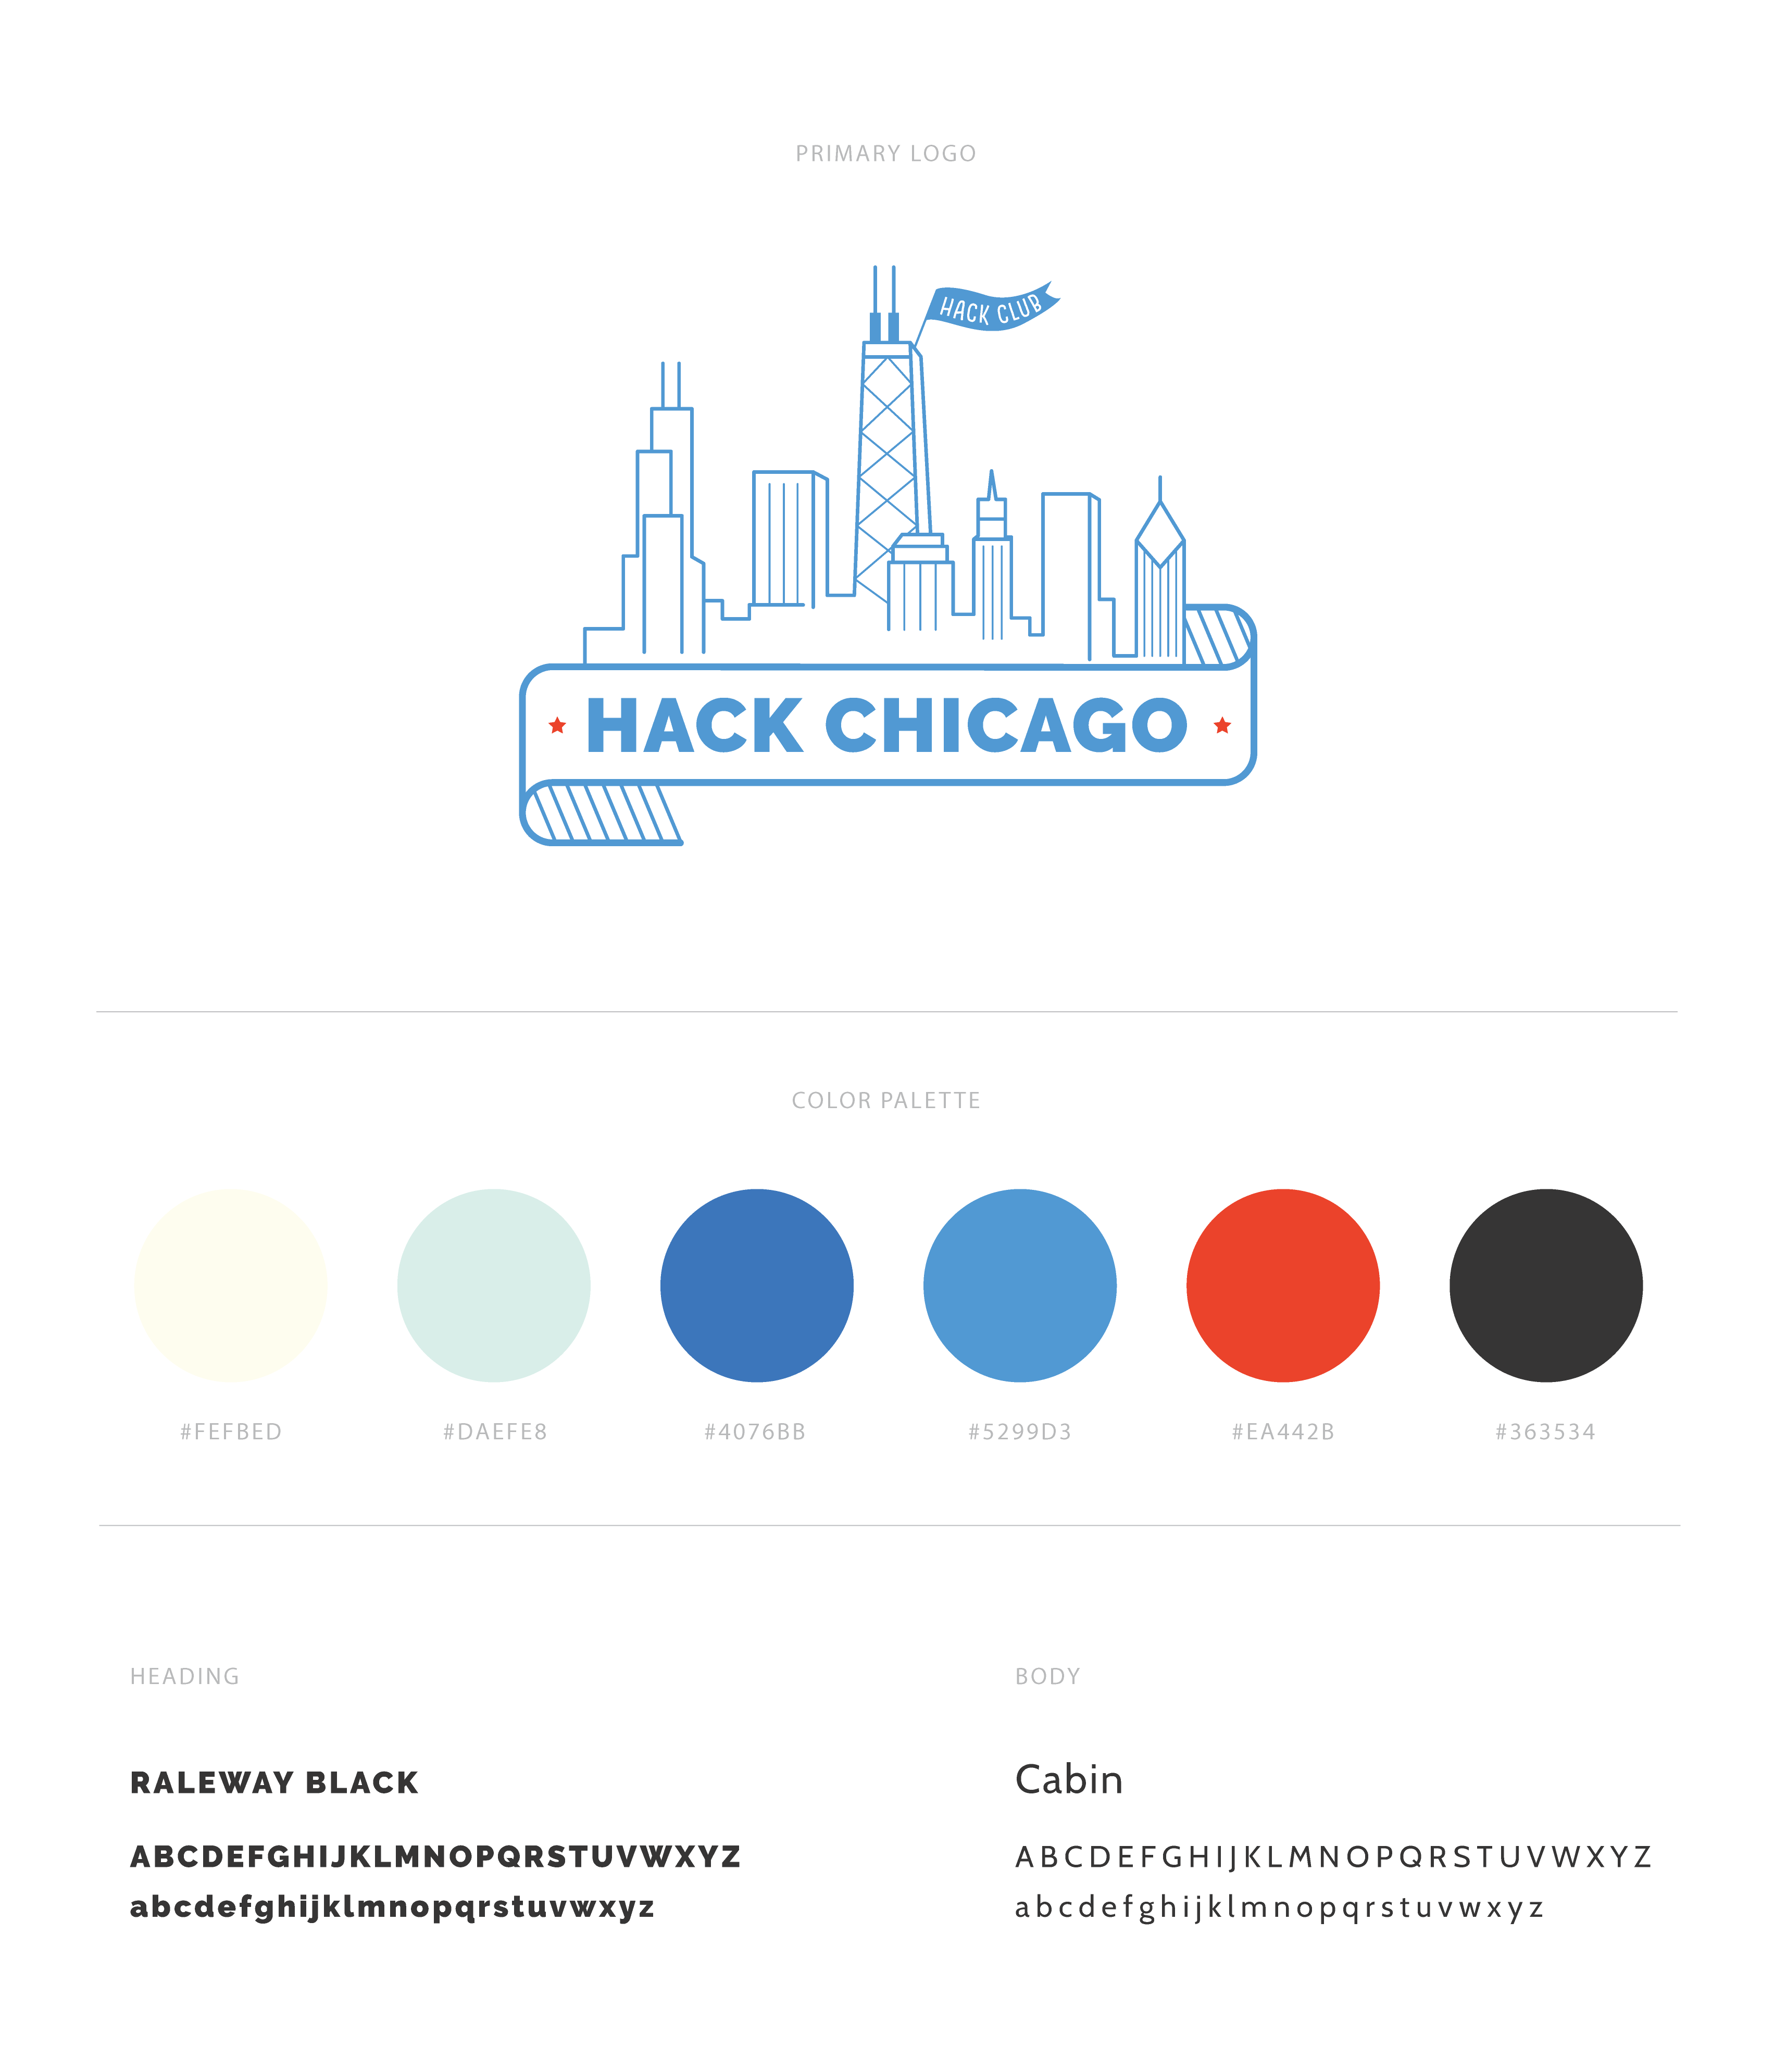 PRIMARY LOGO
HACK CLUB
HACK CHICAGO
COLOR PALETTE
#FEFBED #DAEFE8 #4076BB #5299D3 #EA442B #363534
HEADING
RALEWAY BLACK
ABCDEFGHIJKLMNOPQRSTUVWXYZ
abcdefghijklmnopqrstuvwxyz
BODY
Cabin
ABCDEFGHIJKLMNOPQRSTUVWXYZ
abcdefghijklmnopqrstuvwxyz